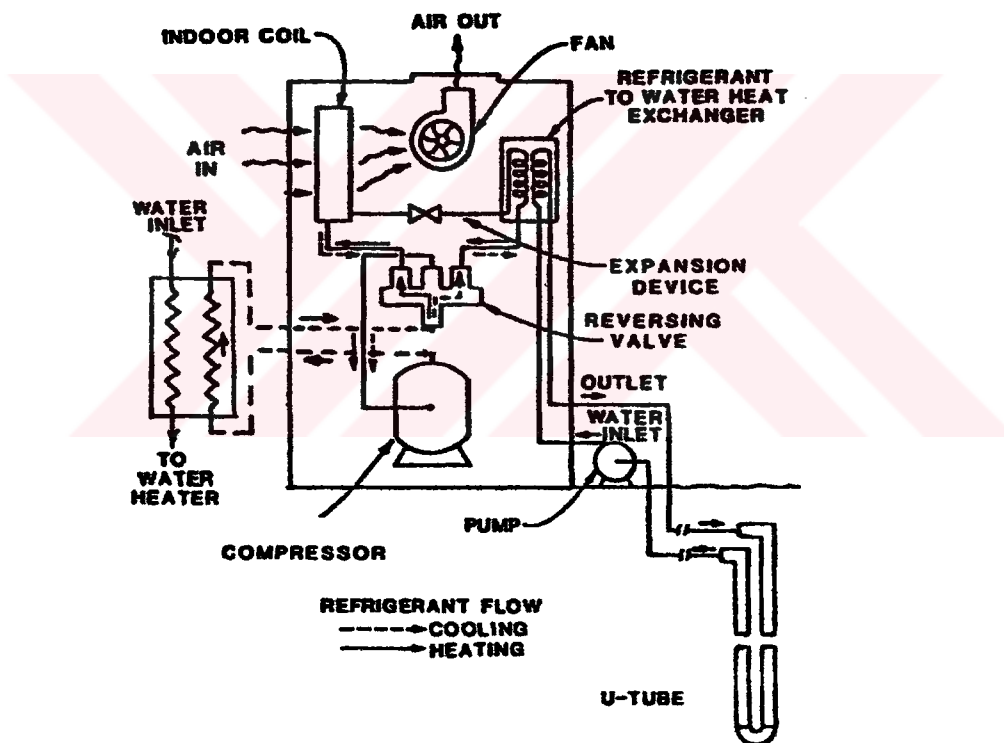 AIR OUT
INDOOR COIL
FAN
REFRIGERANT
TO WATER HEAT
EXCHANGER
AIR
IN
WATER
INLET
EXPANSION
DEVICE
REVERSING
VALVE
OUTLET
WATER
INLET
TO
WATER
HEATER
PUMP
COMPRESSOR
REFRIGERANT FLOW
COOLING
HEATING
U-TUBE